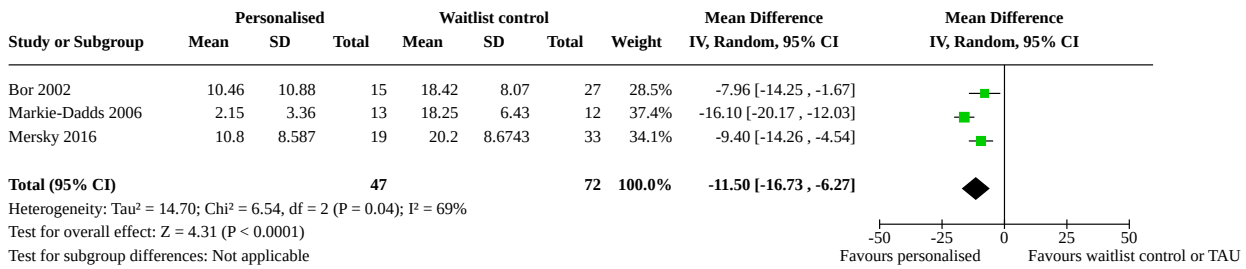 Personalised Waitlist control Mean Difference Mean Difference
Study or Subgroup Mean SD Total Mean SD Total Weight IV, Random, 95% CI IV, Random, 95% CI
Bor 2002 10.46 10.88 15 18.42 8.07 27 28.5% -7.96 [-14.25 , -1.67]
Markie-Dadds 2006 2.15 3.36 13 18.25 6.43 12 37.4% -16.10 [-20.17 , -12.03]
Mersky 2016 10.8 8.587 19 20.2 8.6743 33 34.1% -9.40 [-14.26 , -4.54]
Total (95% CI) 47 72 100.0% -11.50 [-16.73 , -6.27]
Heterogeneity: Tau² = 14.70; Chi² = 6.54, df = 2 (P = 0.04); I² = 69%
Test for overall effect: Z = 4.31 (P < 0.0001) -50 -25 0 25 50
Test for subgroup differences: Not applicable Favours personalised Favours waitlist control or TAU